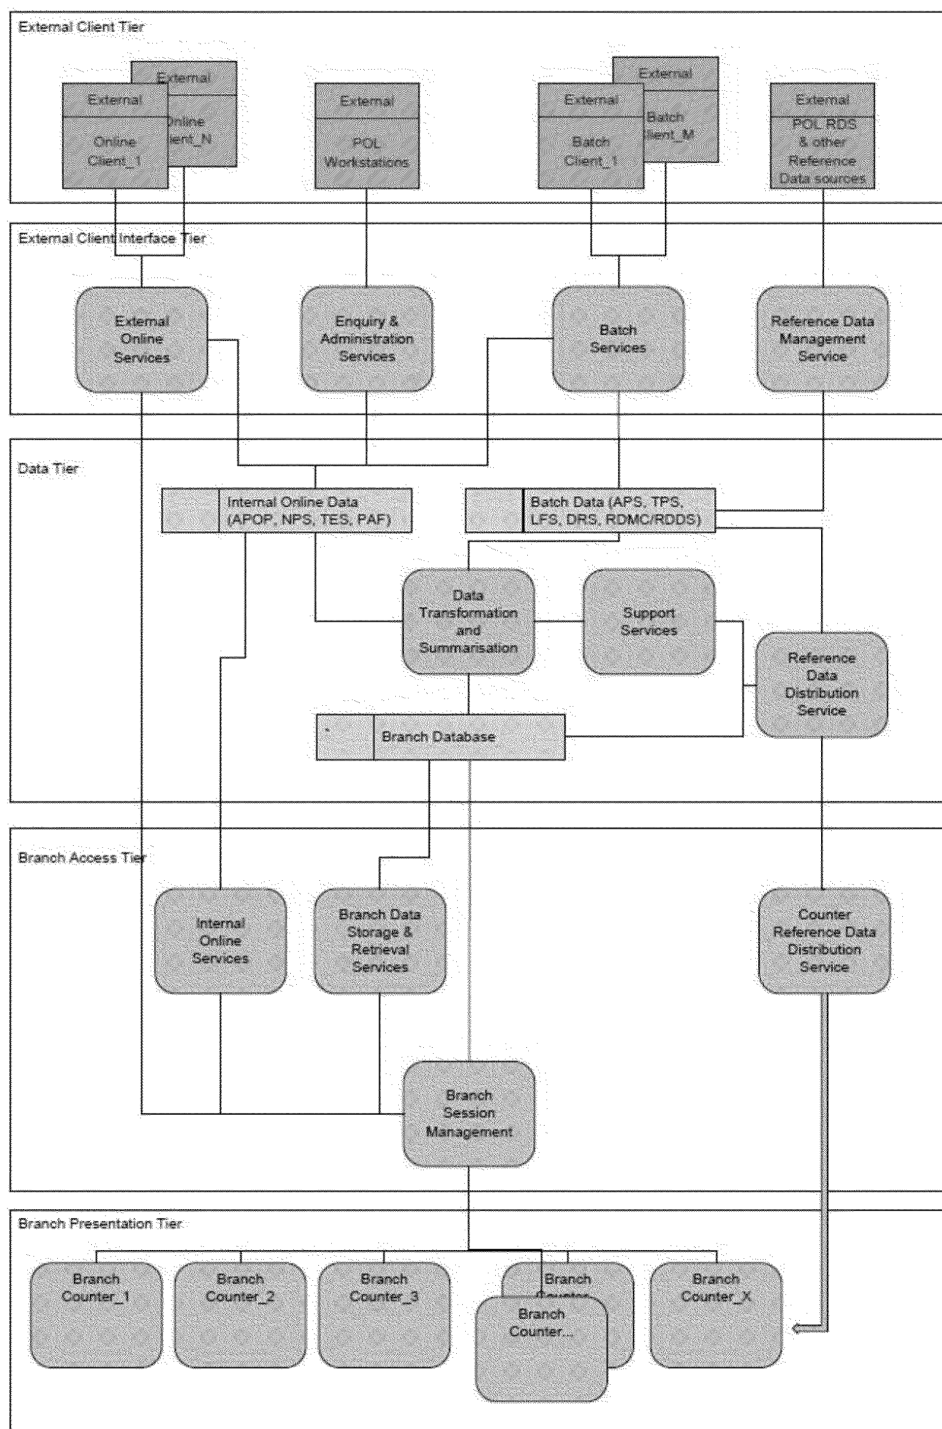 External Client Tier
External
External
Online
Client_1
Online
Client_N
External
POL
Workstations
External
External
Batch
Client_1
Batch
Client_M
External
POL RDS
& other
Reference
Data sources
External Client Interface Tier
External
Online
Services
Enquiry &
Administration
Services
Batch
Services
Reference Data
Management
Service
Data Tier
Internal Online Data
(APOP, NPS, TES, PAF)
Batch Data (APS, TPS,
LFS, DRS, RDMC/RDDS)
Data
Transformation
and
Summarisation
Support
Services
Reference
Data
Distribution
Service
Branch Database
Branch Access Tier
Internal
Online
Services
Branch Data
Storage &
Retrieval
Services
Counter
Reference Data
Distribution
Service
Branch
Session
Management
Branch Presentation Tier
Branch
Counter_1
Branch
Counter_2
Branch
Counter_3
Branch
Counter
Branch
Counter...
Branch
Counter_X